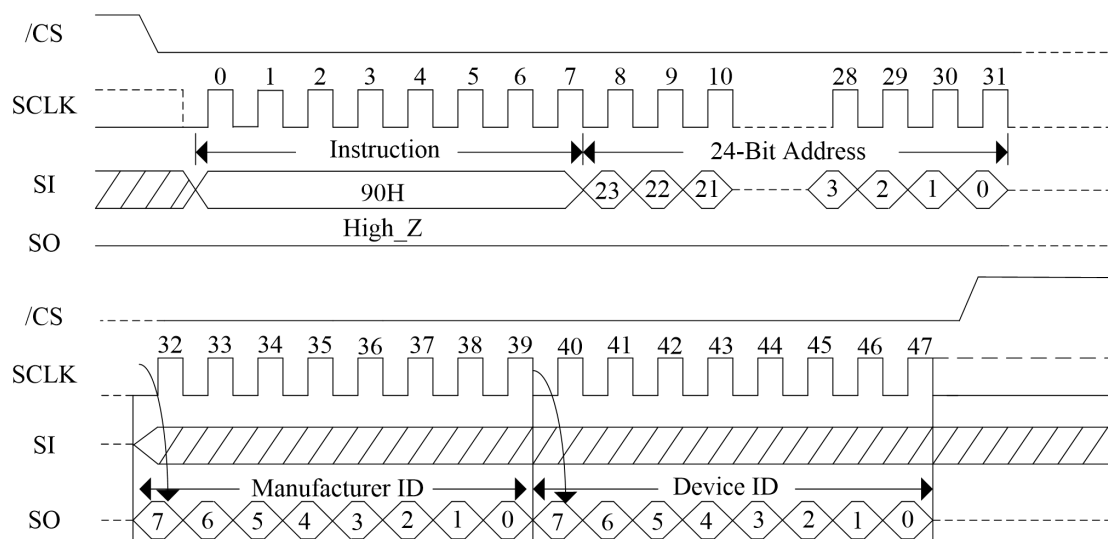 /CS
0 1 2 3 4 5 6 7 8 9 10 28 29 30 31
SCLK
Instruction 24-Bit Address
SI 90H 23 22 21 3 2 1 0
High_Z
SO
/CS
32 33 34 35 36 37 38 39 40 41 42 43 44 45 46 47
SCLK
SI
Manufacturer ID Device ID
SO 7 6 5 4 3 2 1 0 7 6 5 4 3 2 1 0